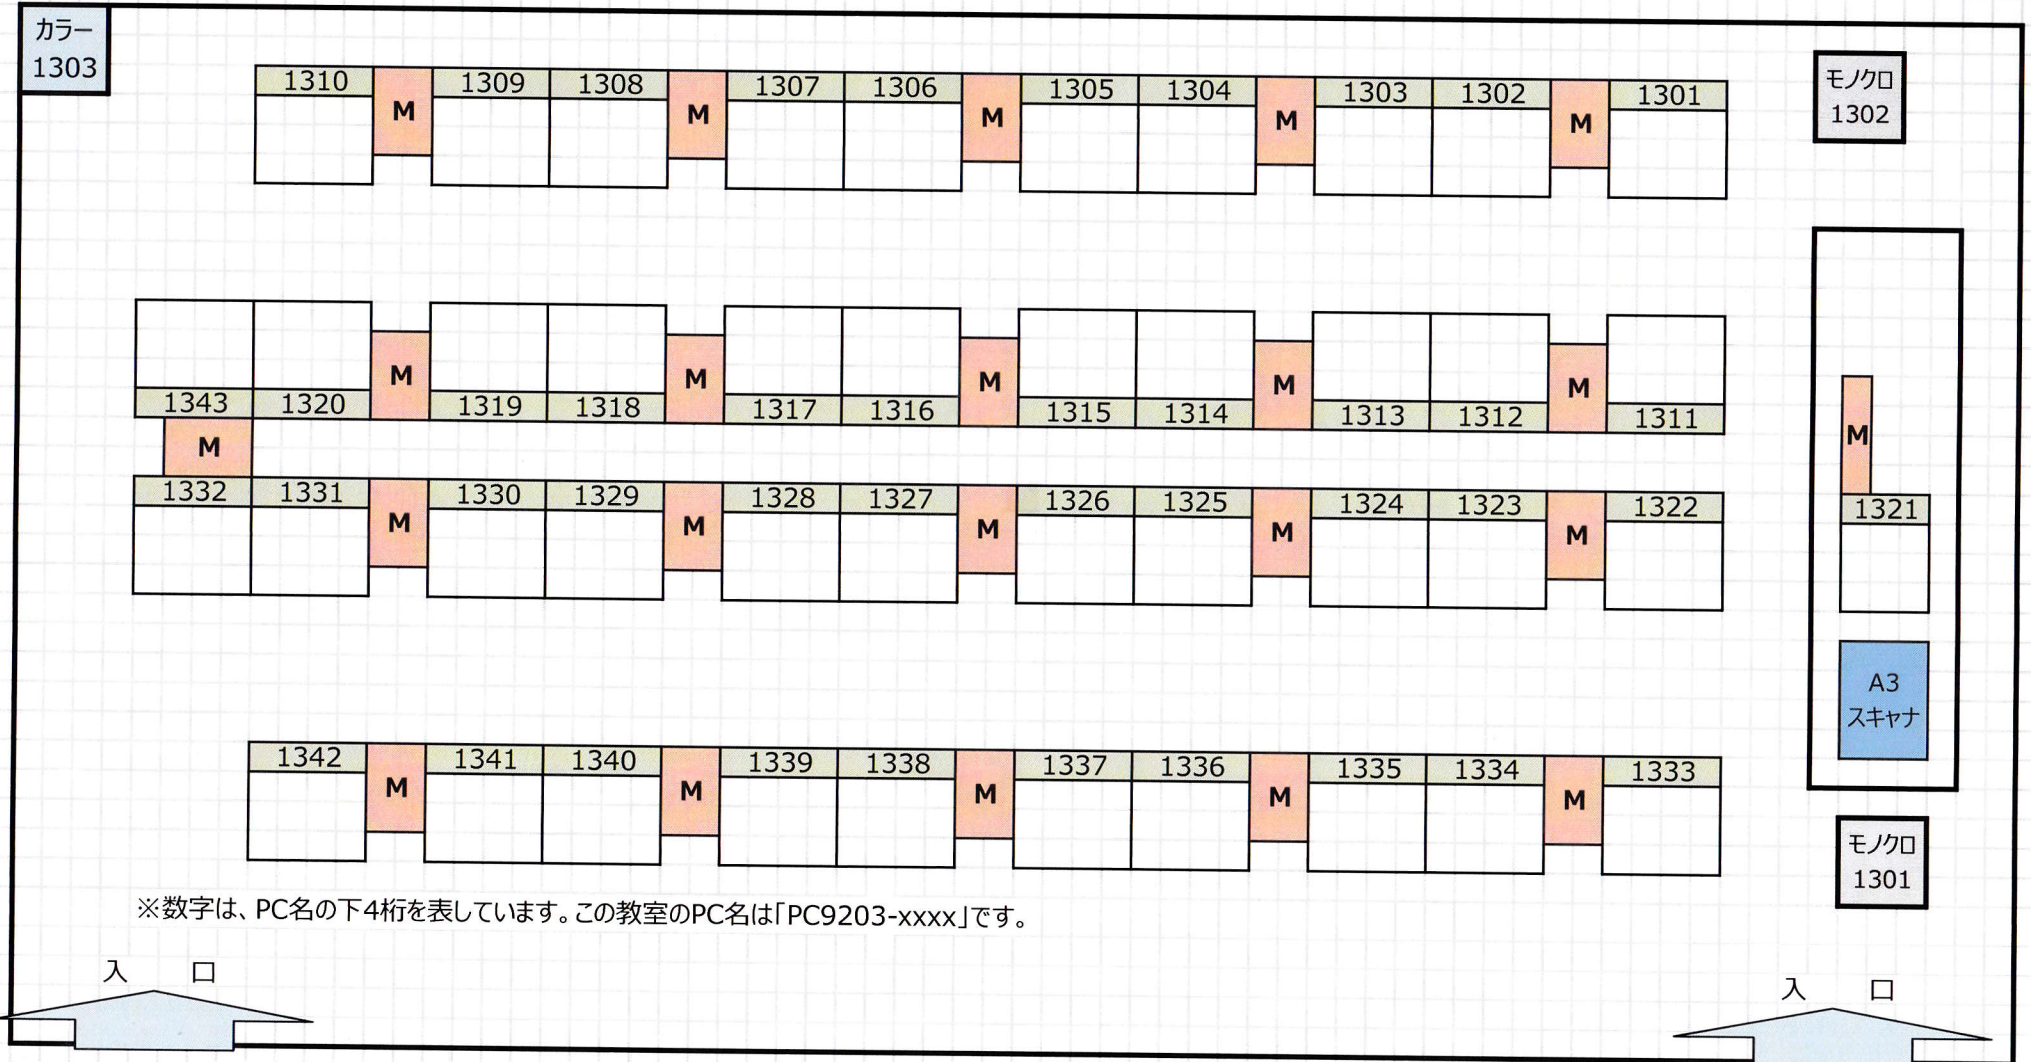 カラー
1303
モノクロ
1302
1310 M 1309 1308 M 1307 1306 M 1305 1304 M 1303 1302 M 1301
M M M M M
1343 1320 1319 1318 1317 1316 1315 1314 1313 1312 1311
M
M
1332 1331 M 1330 1329 M 1328 1327 M 1326 1325 M 1324 1323 M 1322
1321
A3
スキャナ
1342 M 1341 1340 M 1339 1338 M 1337 1336 M 1335 1334 M 1333
モノクロ
1301
※数字は、PC名の下4桁を表しています。この教室のPC名は「PC9203-xxxx」です。
入 口
入 口